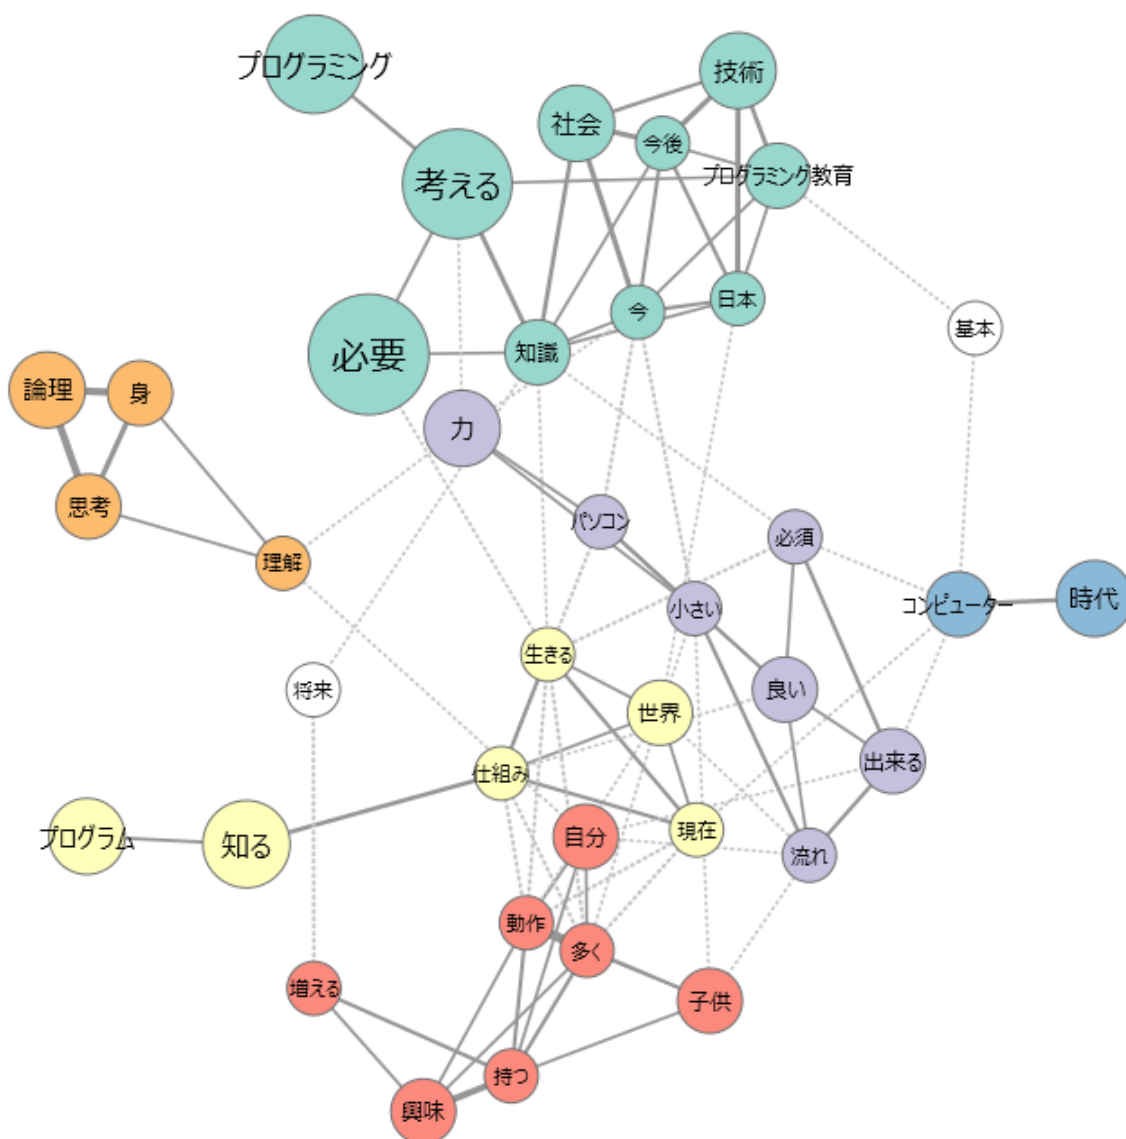 プログラミング
技術
社会
今後
プログラミング教育
考える
今
日本
基本
必要
知識
論理
身
力
思考
パソコン
必須
理解
小さい
コンピューター
時代
生きる
将来
世界
良い
仕組み
出来る
プログラム
知る
自分
現在
流れ
動作
多く
増える
子供
持つ
興味